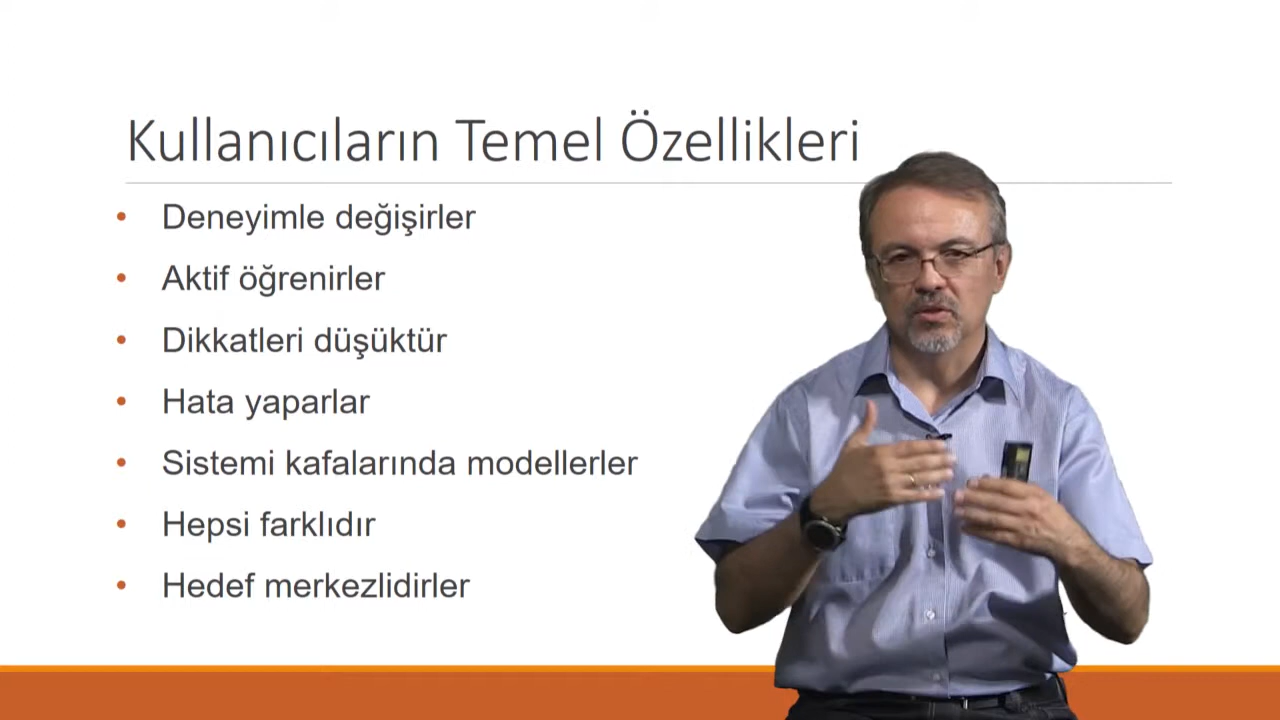 Kullanıcıların Temel Özellikleri
• Deneyimle değişirler
• Aktif öğrenirler
• Dikkatleri düşüktür
• Hata yaparlar
• Sistemi kafalarında modellerler
• Hepsi farklıdır
• Hedef merkezlidirler